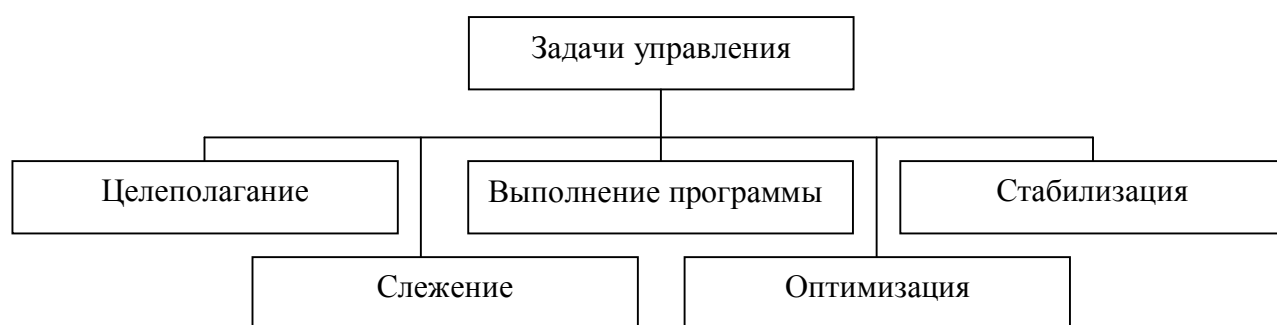 Задачи управления
Целеполагание
Выполнение программы
Стабилизация
Слежение
Оптимизация